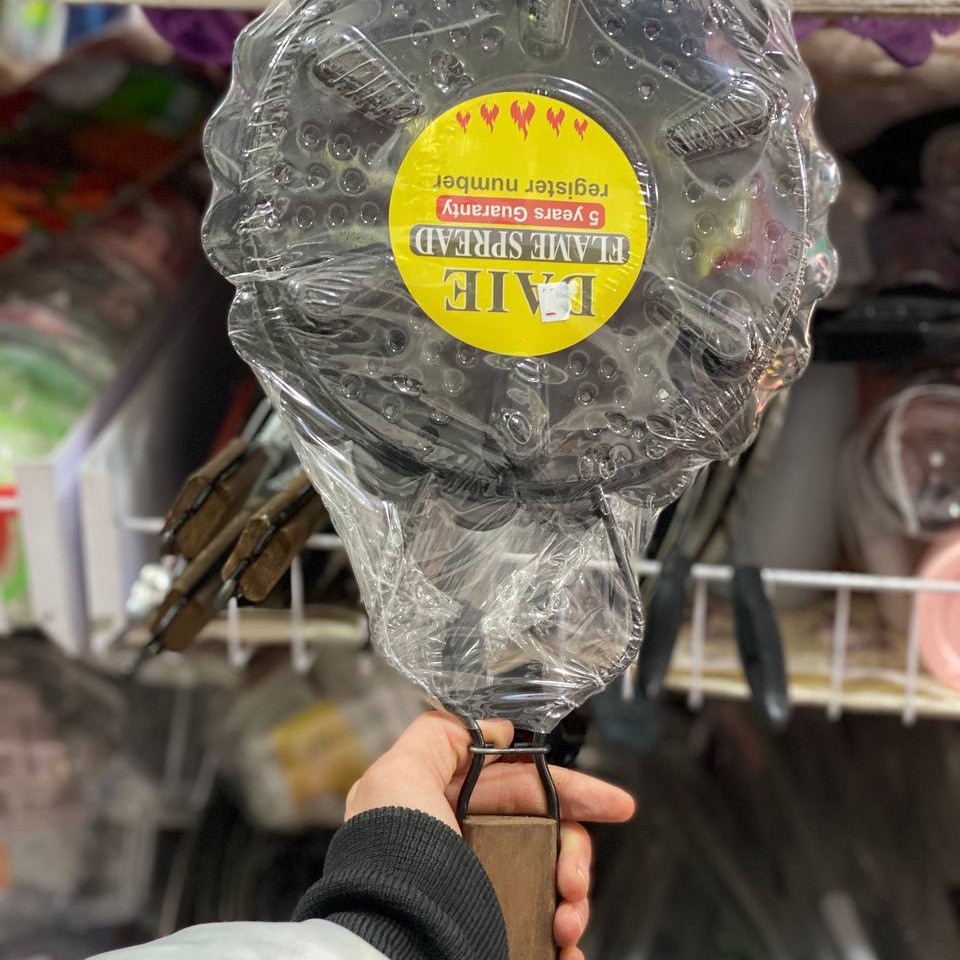 DAIE
FLAME SPREAD
5 years Guaranty
register number